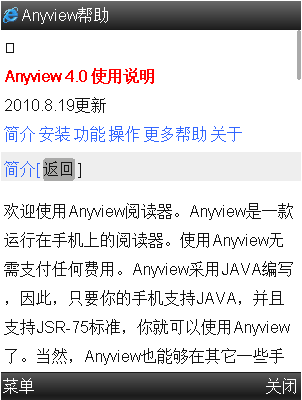 Anyview帮助
Anyview 4.0 使用说明
2010.8.19更新
简介 安装 功能 操作 更多帮助 关于
简介[返回]
欢迎使用Anyview阅读器。Anyview是一款
运行在手机上的阅读器。使用Anyview无
需支付任何费用。Anyview采用JAVA编写
，因此，只要你的手机支持JAVA，并且
支持JSR-75标准，你就可以使用Anyview
了。当然，Anyview也能够在其它一些手
菜单 关闭